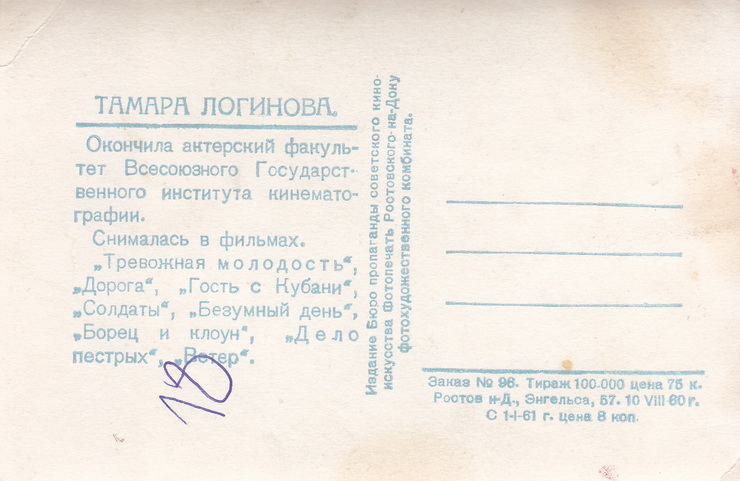 ТАМАРА ЛОГИНОВА.
Окончила актерский факуль-
тет Всесоюзного Государст-
венного института кинемато-
графии.
Снималась в фильмах.
„Тревожная молодость“,
„Дорога“, „Гость с Кубани“,
„Солдаты“, „Безумный день“,
„Борец и клоун“, „Дело
пестрых“, „Ветер“.
18
Издание Бюро пропаганды советского кино-
искусства Фотопечать Ростовского-на-Дону
фотохудожественного комбината.
Заказ № 96. Тираж 100.000 цена 75 к.
Ростов н-Д., Энгельса, 57. 10 VIII-60 г.
С 1-I-61 г. цена 8 коп.